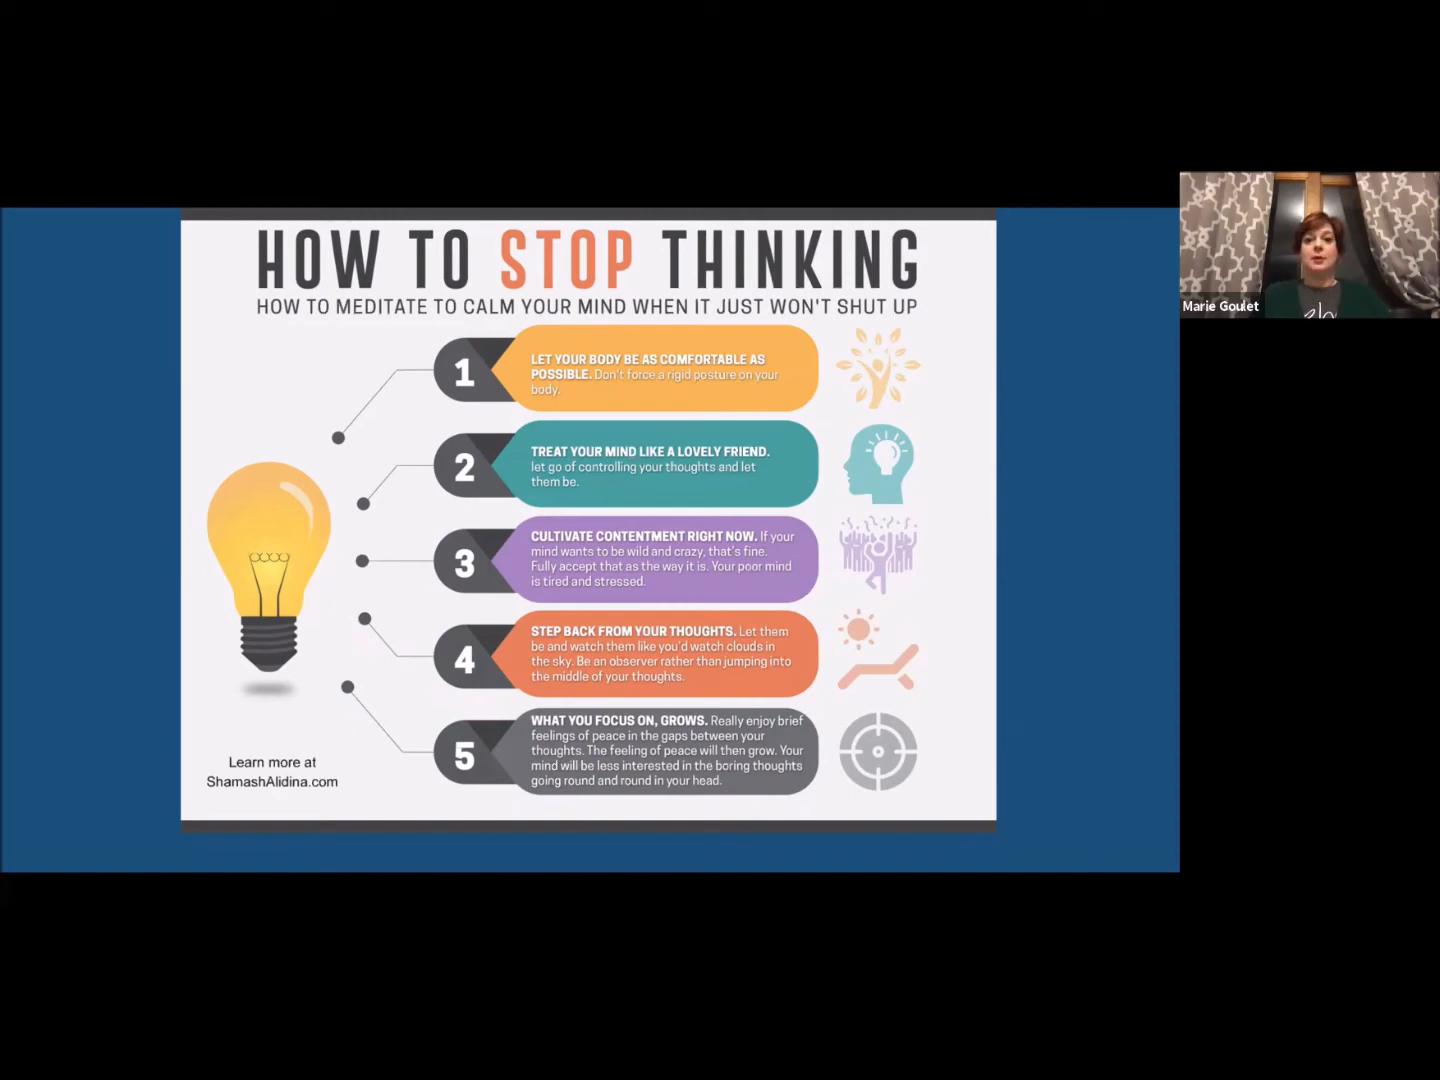 HOW TO STOP THINKING
HOW TO MEDITATE TO CALM YOUR MIND WHEN IT JUST WON'T SHUT UP
1
LET YOUR BODY BE AS COMFORTABLE AS
POSSIBLE. Don't force a rigid posture on your
body.
2
TREAT YOUR MIND LIKE A LOVELY FRIEND.
let go of controlling your thoughts and let
them be.
3
CULTIVATE CONTENTMENT RIGHT NOW. If your
mind wants to be wild and crazy, that's fine.
Fully accept that as the way it is. Your poor mind
is tired and stressed.
4
STEP BACK FROM YOUR THOUGHTS. Let them
be and watch them like you'd watch clouds in
the sky. Be an observer rather than jumping into
the middle of your thoughts.
5
WHAT YOU FOCUS ON, GROWS. Really enjoy brief
feelings of peace in the gaps between your
thoughts. The feeling of peace will then grow. Your
mind will be less interested in the boring thoughts
going round and round in your head.
Learn more at
ShamashAlidina.com
Marie Goulet